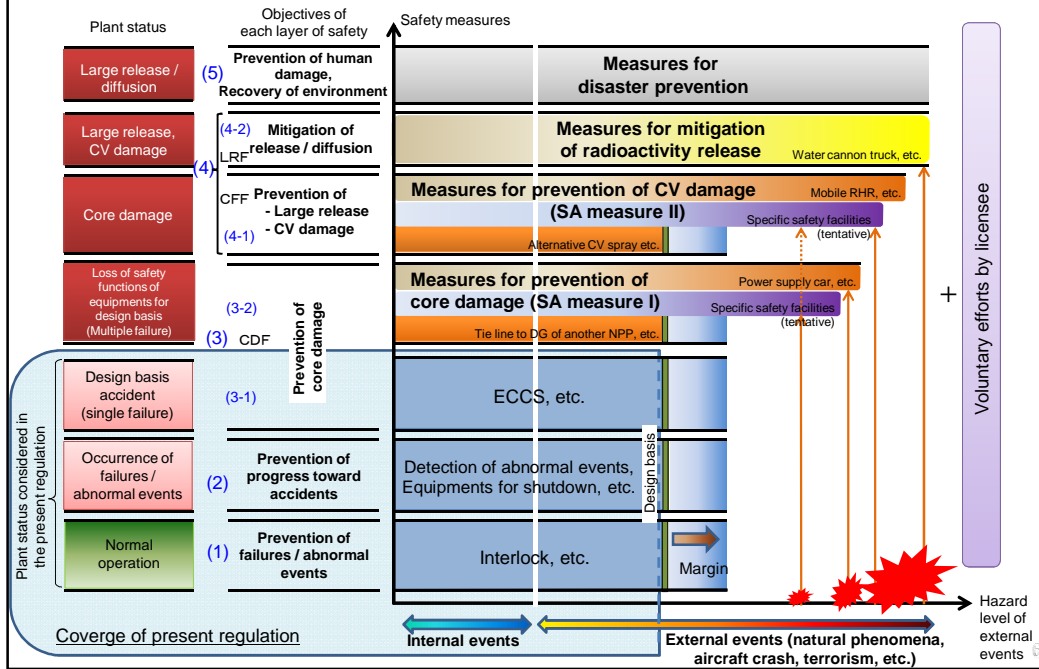 Plant status
Objectives of
each layer of safety
Safety measures
Large release /
diffusion
(5)
Prevention of human
damage,
Recovery of environment
Measures for
disaster prevention
Large release,
CV damage
(4)
(4-2)
LRF
Mitigation of
release / diffusion
Measures for mitigation
of radioactivity release
Water cannon truck, etc.
Core damage
CFF
(4-1)
Prevention of
- Large release
- CV damage
Measures for prevention of CV damage
(SA measure II)
Mobile RHR, etc.
Specific safety facilities
(tentative)
Alternative CV spray etc.
Loss of safety
functions of
equipments for
design basis
(Multiple failure)
(3-2)
(3)
CDF
Prevention of
core damage
Measures for prevention of
core damage (SA measure I)
Power supply car, etc.
Specific safety facilities
(tentative)
Tie line to DG of another NPP, etc.
Design basis
accident
(single failure)
(3-1)
ECCS, etc.
Occurrence of
failures /
abnormal events
(2)
Prevention of
progress toward
accidents
Detection of abnormal events,
Equipments for shutdown, etc.
Design basis
Normal
operation
(1)
Prevention of
failures / abnormal
events
Interlock, etc.
Margin
Plant status considered in
the present regulation
+
Voluntary efforts by licensee
Hazard
level of
external
events
Coverge of present regulation
Internal events
External events (natural phenomena,
aircraft crash, terrorism, etc.)